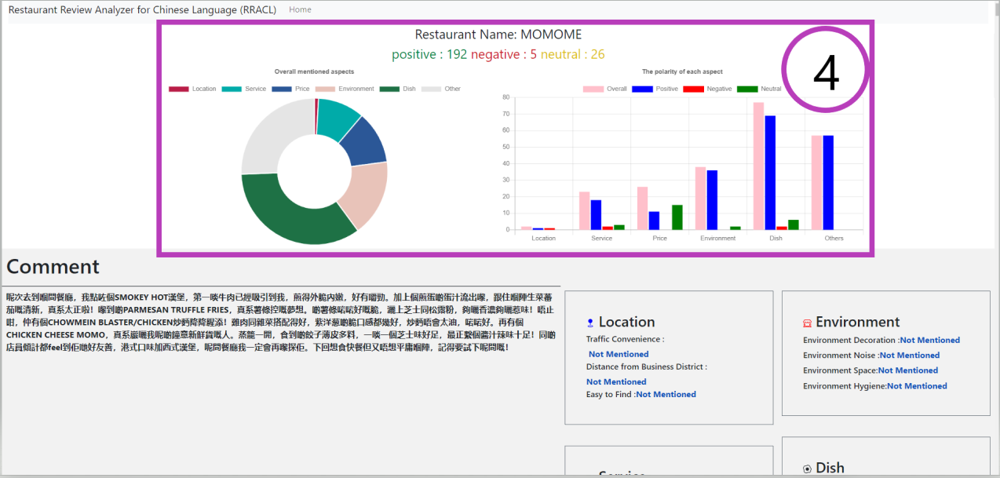 Restaurant Review Analyzer for Chinese Language (RRACL) Home
Restaurant Name: MOMOME
positive : 192 negative : 5 neutral : 26
4
Overall mentioned aspects
Location Service Price Environment Dish Other
The polarity of each aspect
Overall Positive Negative Neutral
80
70
60
50
40
30
20
10
0
Location Service Price Environment Dish Others
Comment
呢次去到嗰間餐廳，我點咗個SMOKEY HOT漢堡，第一啖牛肉已經吸引到我，煎得外脆內嫩，好有嚼勁。加上個煎蛋啲蛋汁流出嚟，跟住嗰陣生菜蕃
茄嘅清新，真系太正啦！嚟到啲PARMESAN TRUFFLE FRIES，真系薯條控嘅夢想。啲薯條啱啱好嘅脆，灑上芝士同松露粉，夠曬香濃夠曬惹味！唔止
咁，仲有個CHOWMEIN BLASTER/CHICKEN炒麪
雞肉同雜菜搭配得好，紫洋葱啲脆口感都幾好，炒麪唔會太油，啱啱好。再有個
CHICKEN CHEESE MOMO，真系嚴曬我呢啲鐘意新鮮貨嘅人。蒸籠一開，食到啲餃子薄皮多料，一啖一個芝士味好足，最正繫個醬汁辣味十足！同啲
店員傾計都feel到佢哋好友善，港式口味加西式漢堡，呢間餐廳我一定會再嚟探佢。下回想食快餐但又唔想平庸嗰陣，記得要試下呢間嘅！
Location
Traffic Convenience :
Not Mentioned
Distance from Business District :
Not Mentioned
Easy to Find :Not Mentioned
Environment
Environment Decoration :Not Mentioned
Environment Noise :Not Mentioned
Environment Space:Not Mentioned
Environment Hygiene:Not Mentioned
Service
Dish